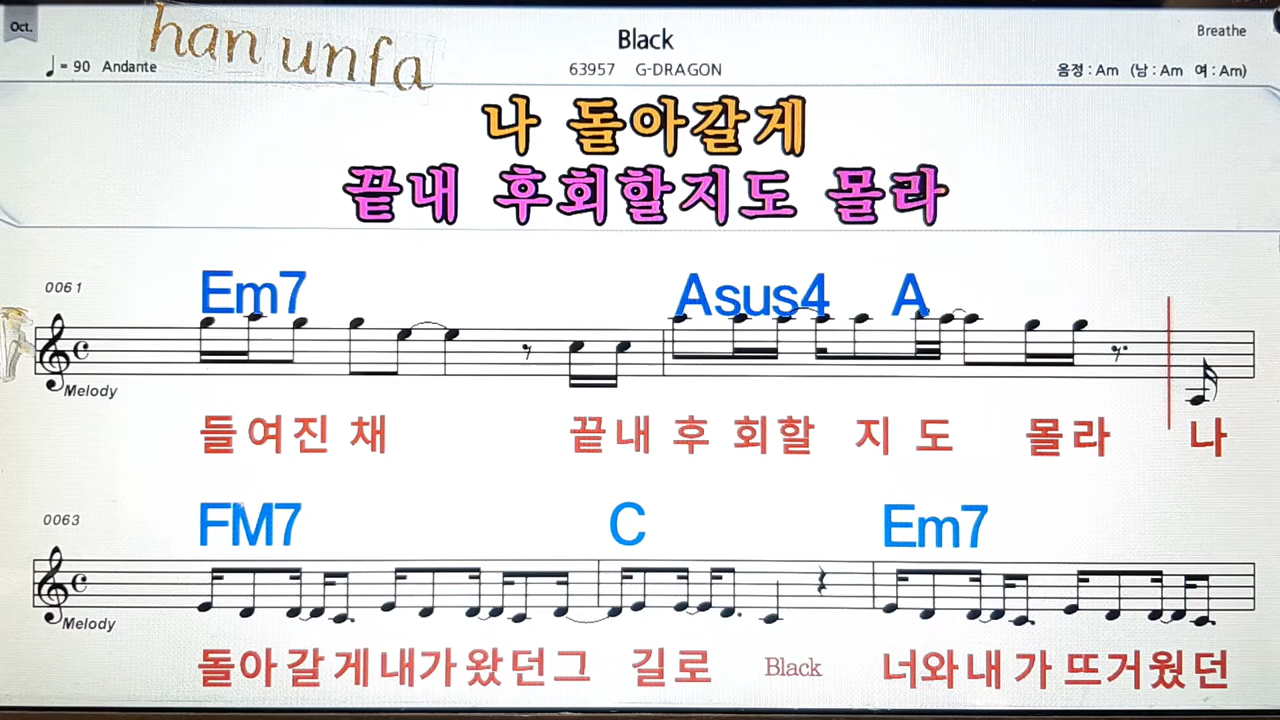 Oct.
han unfa
Black
Breathe
♩= 90 Andante
63957 G-DRAGON
음정 : Am (남 : Am 여 : Am)
나 돌아갈게
끝내 후회할지도 몰라
0061
Em7 Asus4 A
Melody
들여진 채 끝내 후 회할 지 도 몰라 나
0063
FM7 C Em7
Melody
돌아 갈 게내가 왔 던그 길로 Black 너와내 가 뜨거웠 던